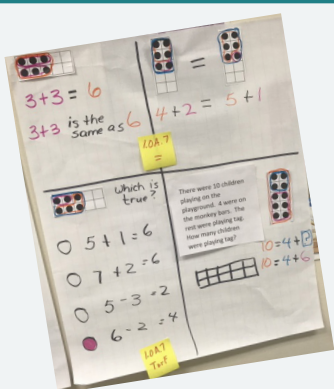 3+3 = 6
3+3 is the same as 6
=
4+2 = 5+1
1.OA.7
=
Which is true?
5+1=6
7+2=6
5-3=2
6-2=4
1.OA.7
Test
There were 10 children
playing on the
playground. 4 were on
the monkey bars. The
rest were playing tag.
How many children
were playing tag?
10=4+?
10=4+6